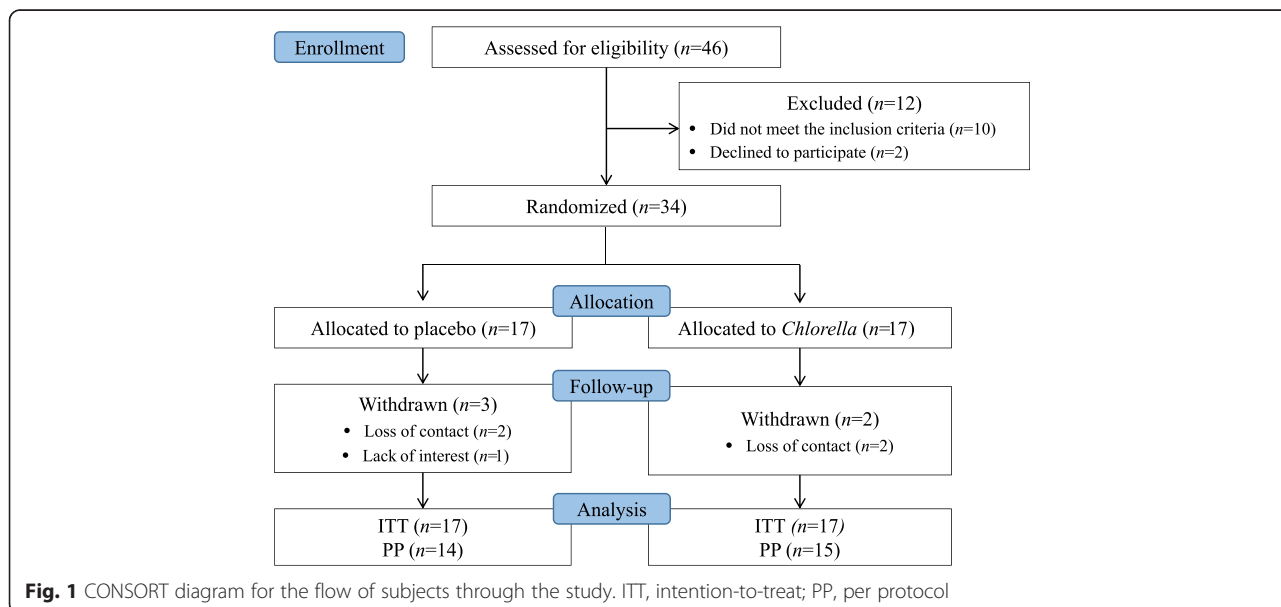 Enrollment
Assessed for eligibility (n=46)
Excluded (n=12)
• Did not meet the inclusion criteria (n=10)
• Declined to participate (n=2)
Randomized (n=34)
Allocation
Allocated to placebo (n=17)
Allocated to Chlorella (n=17)
Follow-up
Withdrawn (n=3)
• Loss of contact (n=2)
• Lack of interest (n=1)
Withdrawn (n=2)
• Loss of contact (n=2)
Analysis
ITT (n=17)
PP (n=14)
ITT (n=17)
PP (n=15)
Fig. 1 CONSORT diagram for the flow of subjects through the study. ITT, intention-to-treat; PP, per protocol